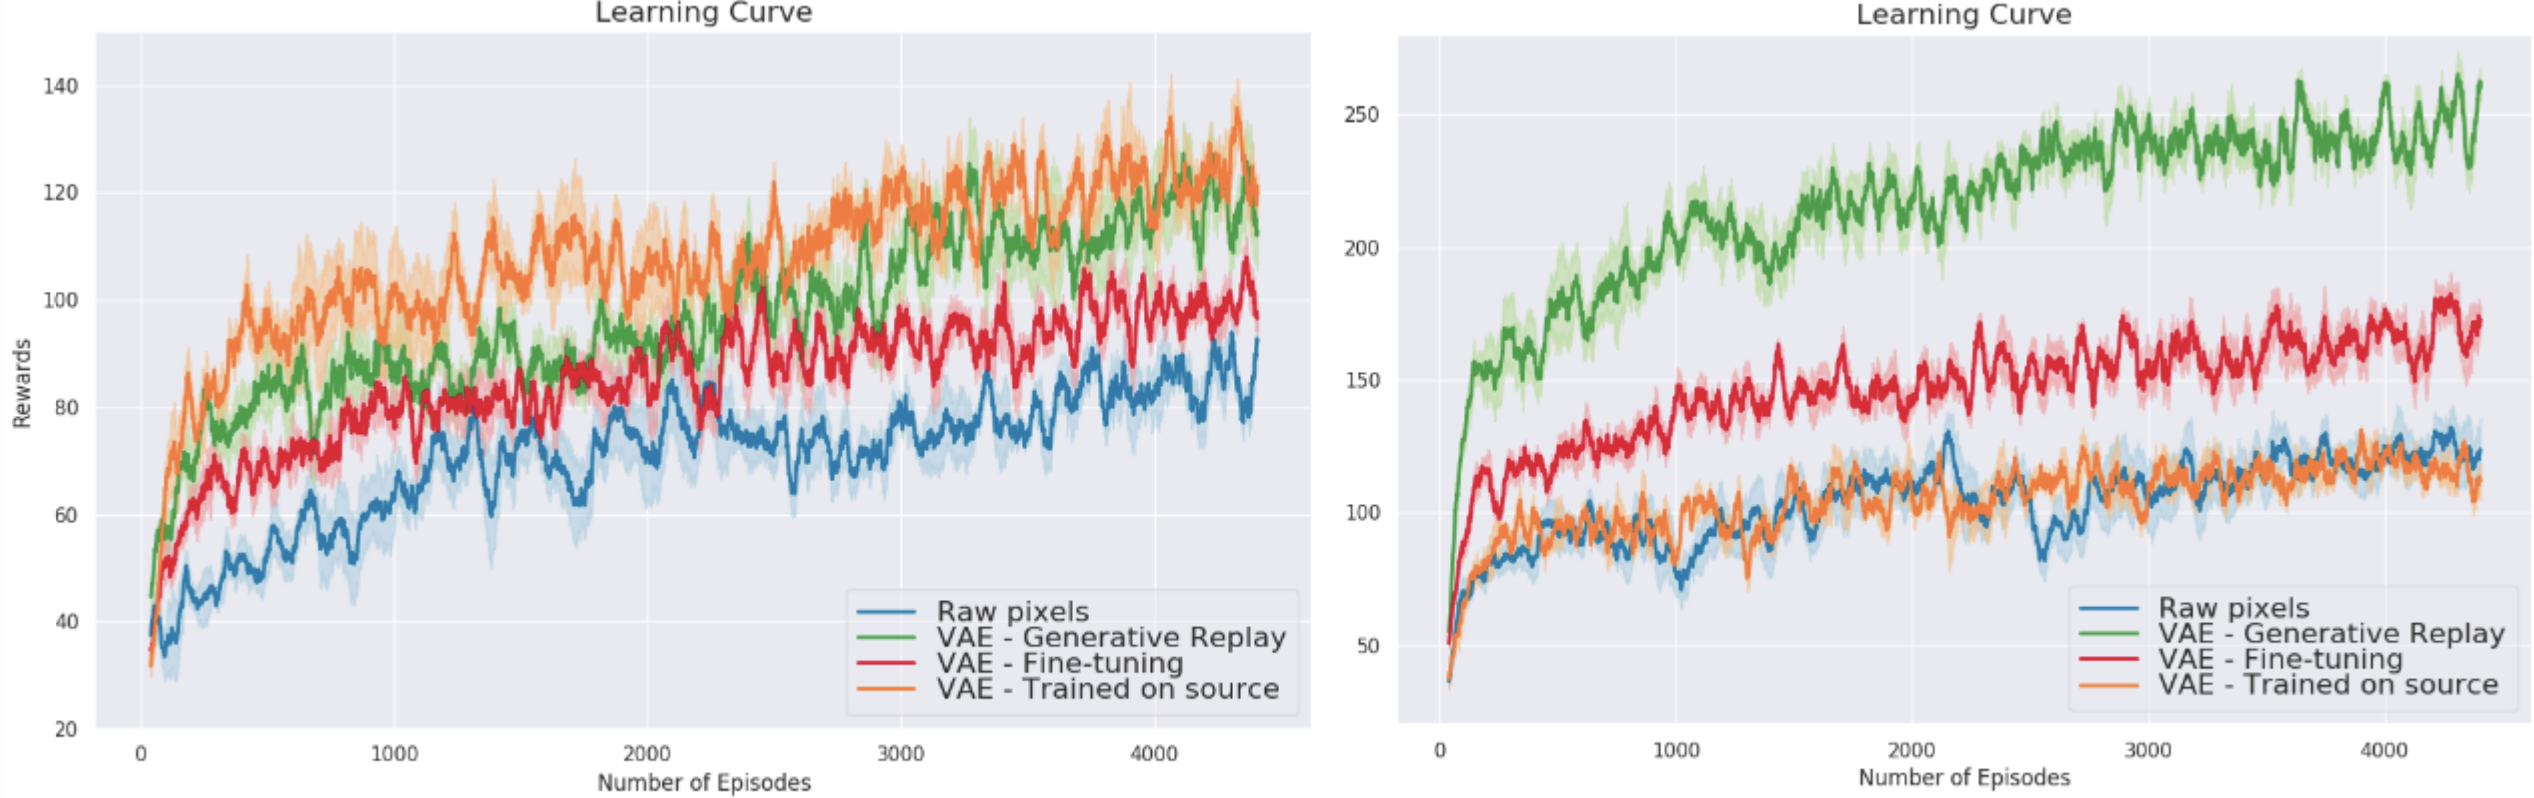 Learning Curve
140
120
100
80
60
40
20
Rewards
0
1000
2000
3000
4000
Number of Episodes
Raw pixels
VAE - Generative Replay
VAE - Fine-tuning
VAE - Trained on source
Learning Curve
250
200
150
100
50
0
1000
2000
3000
4000
Number of Episodes
Raw pixels
VAE - Generative Replay
VAE - Fine-tuning
VAE - Trained on source